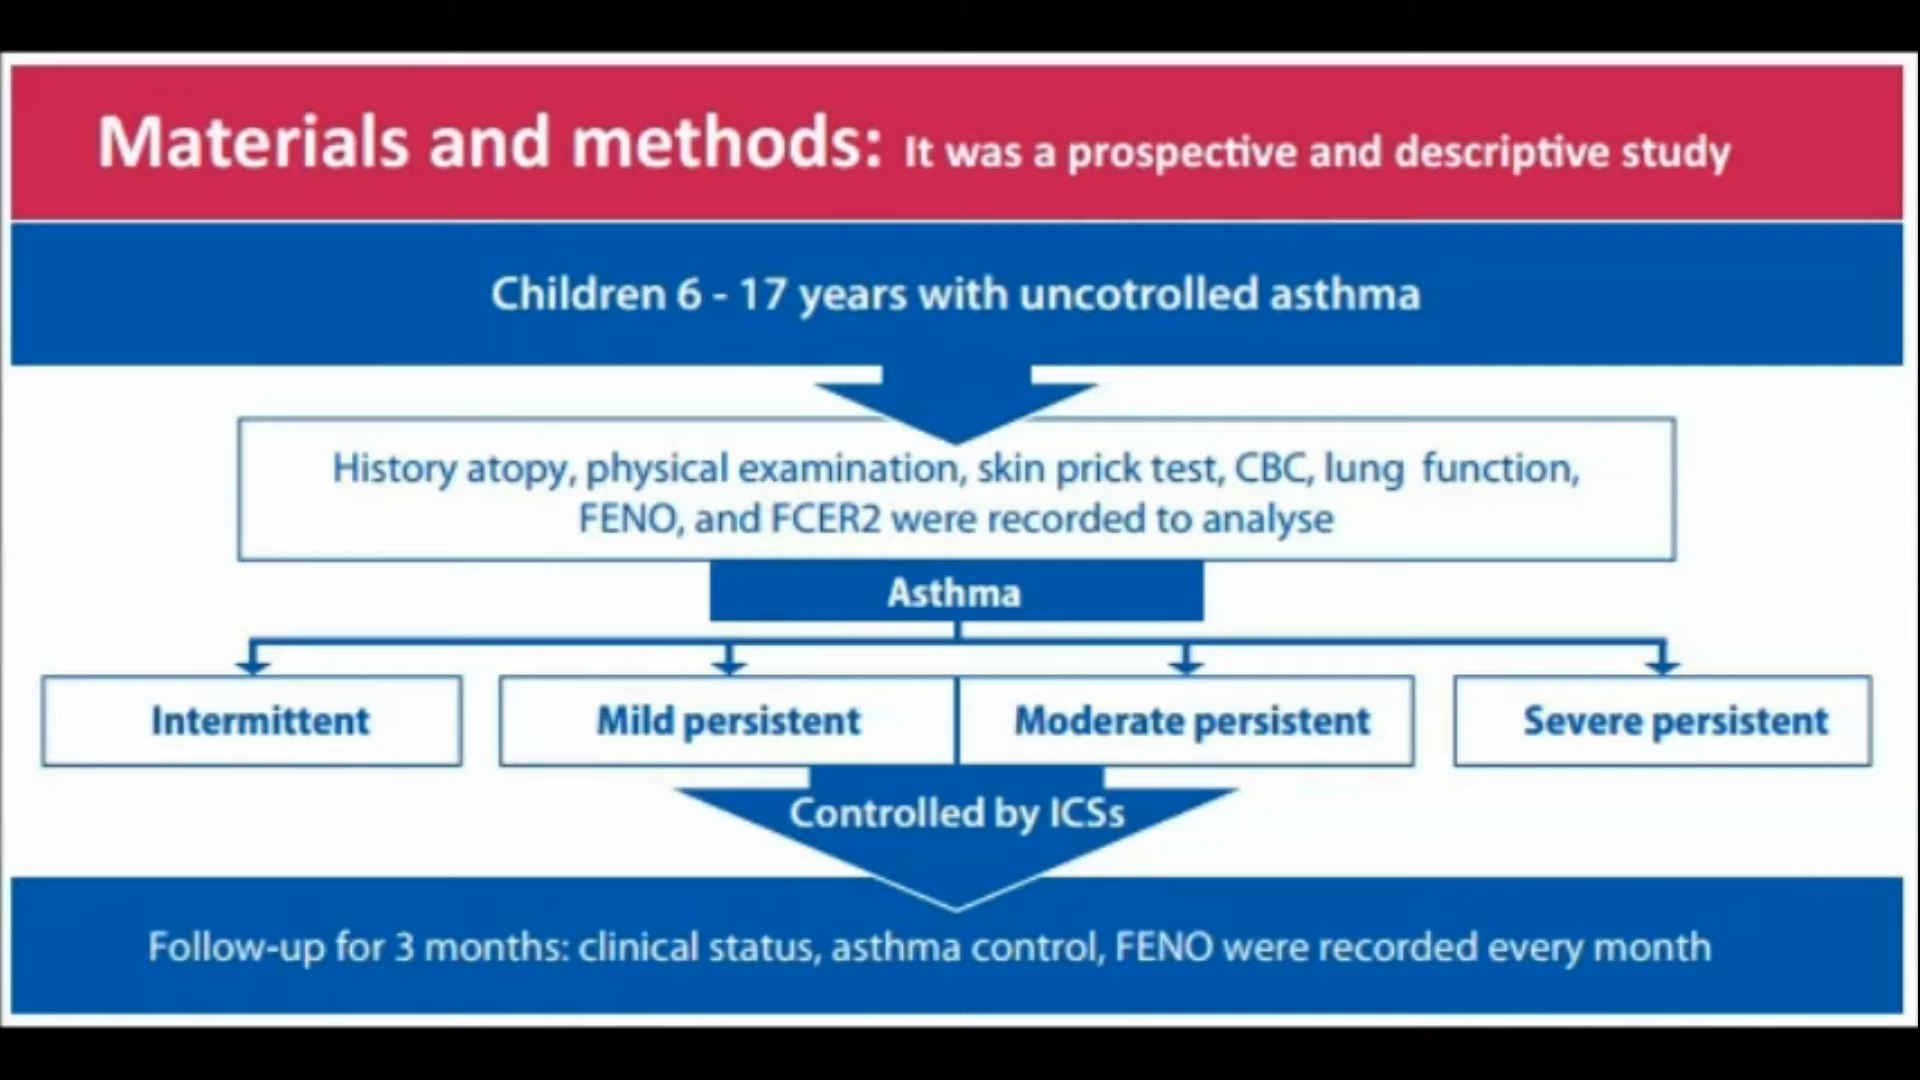 Materials and methods: It was a prospective and descriptive study
Children 6 - 17 years with uncotrolled asthma
History atopy, physical examination, skin prick test, CBC, lung function,
FENO, and FCER2 were recorded to analyse
Asthma
Intermittent
Mild persistent
Moderate persistent
Severe persistent
Controlled by ICSs
Follow-up for 3 months: clinical status, asthma control, FENO were recorded every month